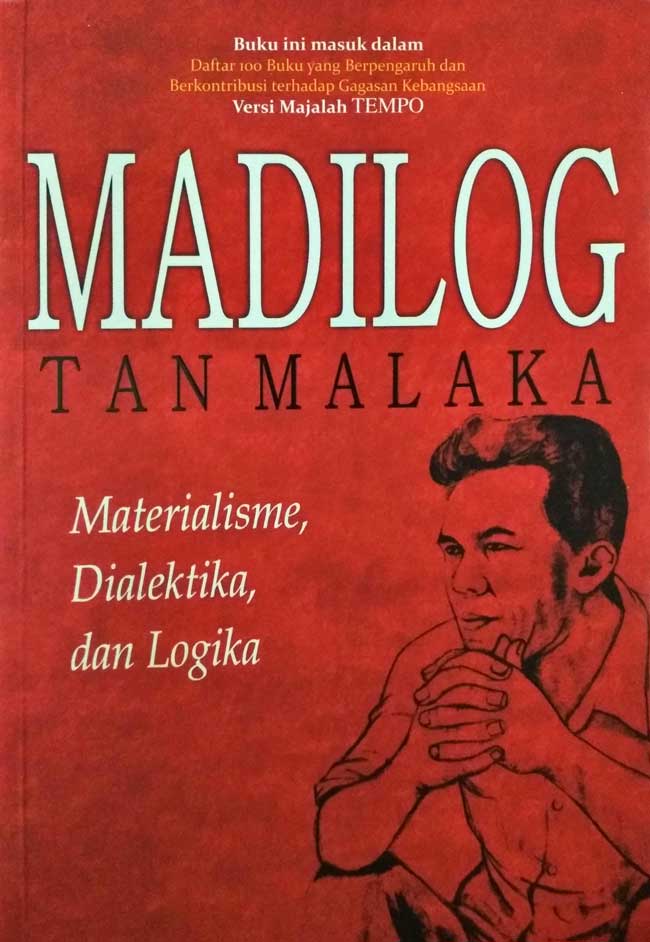 Buku ini masuk dalam
Daftar 100 Buku yang Berpengaruh dan
Berkontribusi terhadap Gagasan Kebangsaan
Versi Majalah TEMPO
MADILOG
TAN MALAKA
Materialisme,
Dialektika,
dan Logika